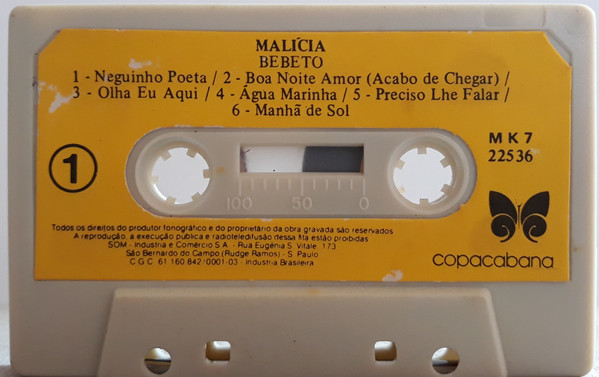 MALÍCIA
BEBETO
1 - Neguinho Poeta / 2 - Boa Noite Amor (Acabo de Chegar) /
3 - Olha Eu Aqui / 4 - Água Marinha / 5 - Preciso Lhe Falar /
6 - Manhã de Sol
1
MK7
22536
100 50 0
Todos os direitos do produtor fonográfico e do proprietário da obra gravada são reservados
A reprodução, a execução pública e radioteledifusão dessa fita estão proibidas
SOM - Indústria e Comércio S.A. - Rua Eugênia S. Vitale, 173
São Bernardo do Campo (Rudge Ramos) - S. Paulo
C G C 61 160 842/0001-03 - Indústria Brasileira
copacabana